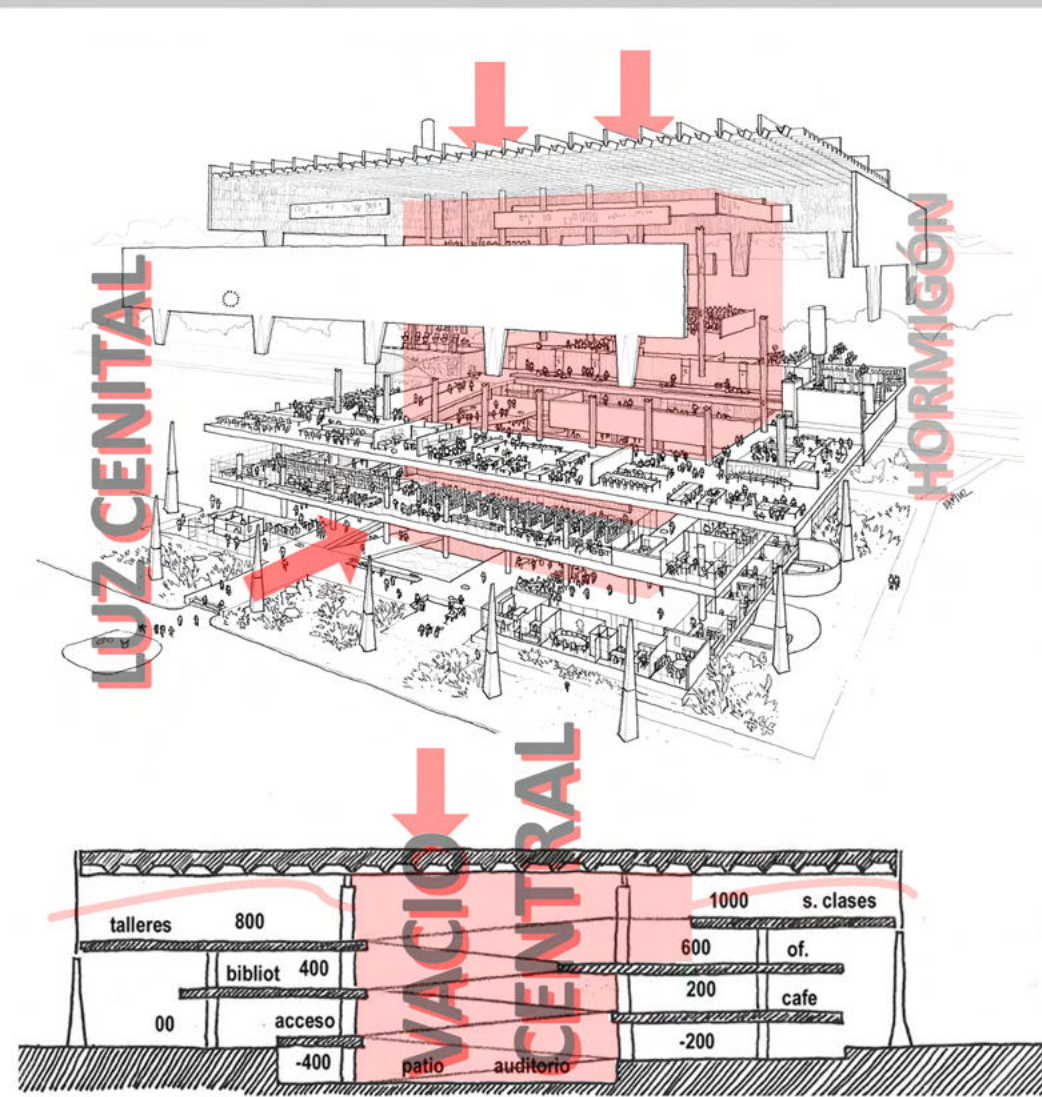 LUZ CENITAL
HORMIGÓN
VACIO
CENTRAL
talleres 800
1000 s. clases
bibliot 400
600 of.
00 acceso
200 cafe
-400
-200
patio auditorio